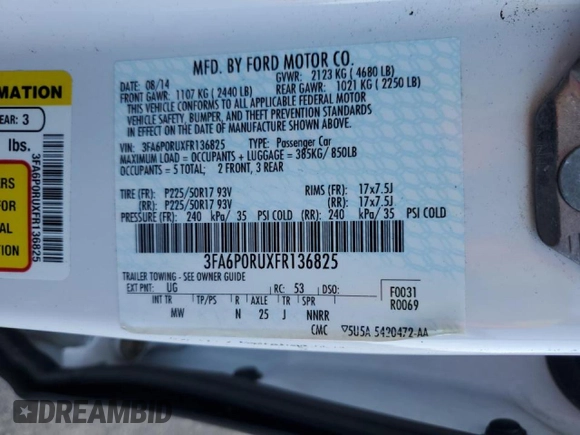 MFD. BY FORD MOTOR CO.
DATE: 08/14 GVWR: 2123 KG ( 4680 LB)
FRONT GAWR: 1107 KG ( 2440 LB) REAR GAWR: 1021 KG ( 2250 LB)
THIS VEHICLE CONFORMS TO ALL APPLICABLE FEDERAL MOTOR
VEHICLE SAFETY, BUMPER, AND THEFT PREVENTION STANDARDS
IN EFFECT ON THE DATE OF MANUFACTURE SHOWN ABOVE.
VIN: 3FA6P0RUXFR136825 TYPE: Passenger Car
MAXIMUM LOAD = OCCUPANTS + LUGGAGE = 385KG/ 850LB
OCCUPANTS = 5 TOTAL; 2 FRONT, 3 REAR
TIRE (FR): P225/50R17 93V RIMS (FR): 17x7.5J
(RR): P225/50R17 93V (RR): 17x7.5J
PRESSURE (FR): 240 kPa/ 35 PSI COLD (RR): 240 kPa/ 35 PSI COLD
3FA6P0RUXFR136825
TRAILER TOWING - SEE OWNER GUIDE
EXT PNT: UG RC: 53 DSO: F0031
R0069
INT TR TP/PS R AXLE TR SPR
MW N 25 J NNRR
CMC 5USA 5420472-AA
FORMATION
EAR: 3
lbs.
3FA6P0RUXFR136825
ERS
FOR
IONAL
DREAMBID